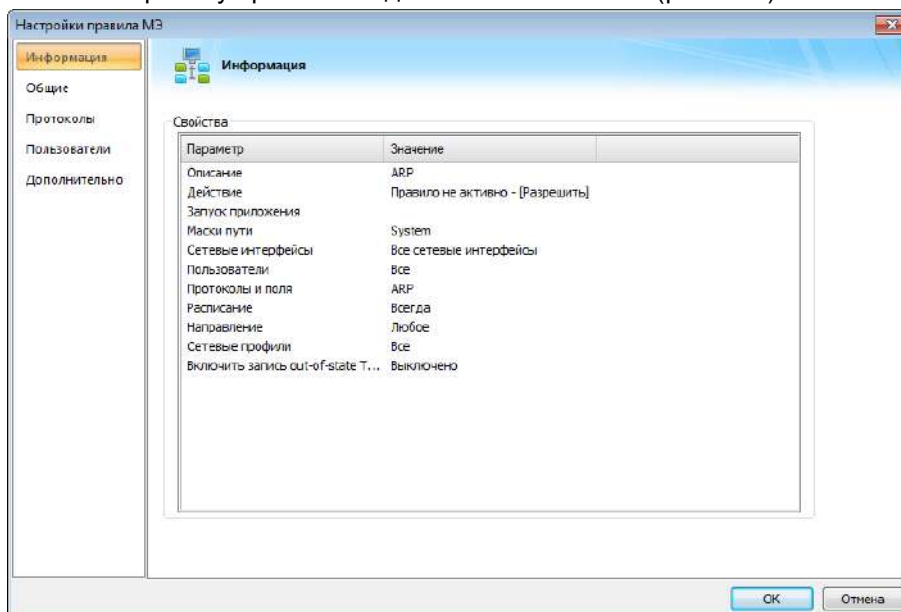 Настройки правила МЭ
Информация
Общие
Протоколы
Пользователи
Дополнительно
Информация
Свойства
Параметр Значение
Описание ARP
Действие Правило не активно - [Разрешить]
Запуск приложения
Маски пути System
Сетевые интерфейсы Все сетевые интерфейсы
Пользователи Все
Протоколы и поля ARP
Расписание Всегда
Направление Любое
Сетевые профили Все
Включить запись out-of-state T... Выключено
OK Отмена